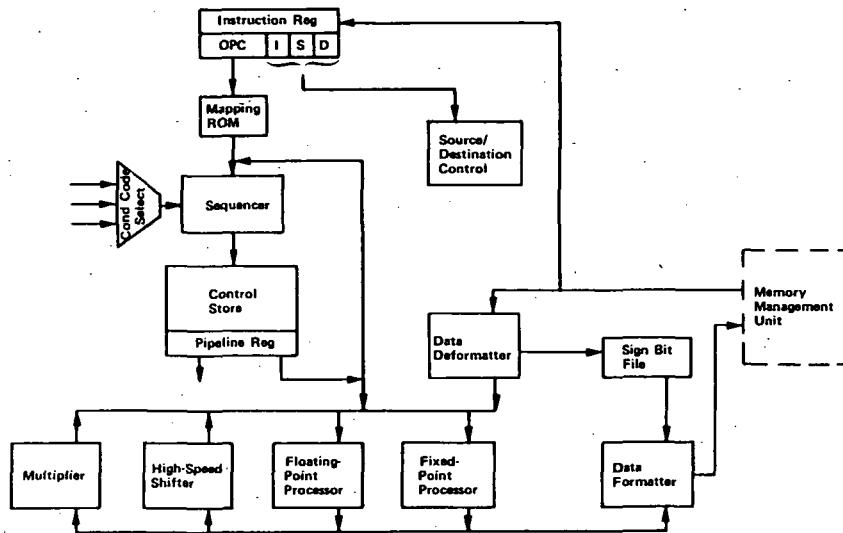 Instruction Reg
OPC I S D
Mapping
ROM
Source/
Destination
Control
Cond Code
Select
Sequencer
Control
Store
Pipeline Reg
Memory
Management
Unit
Data
Deformatter
Sign Bit
File
Multiplier
High-Speed
Shifter
Floating-
Point
Processor
Fixed-
Point
Processor
Data
Formatter